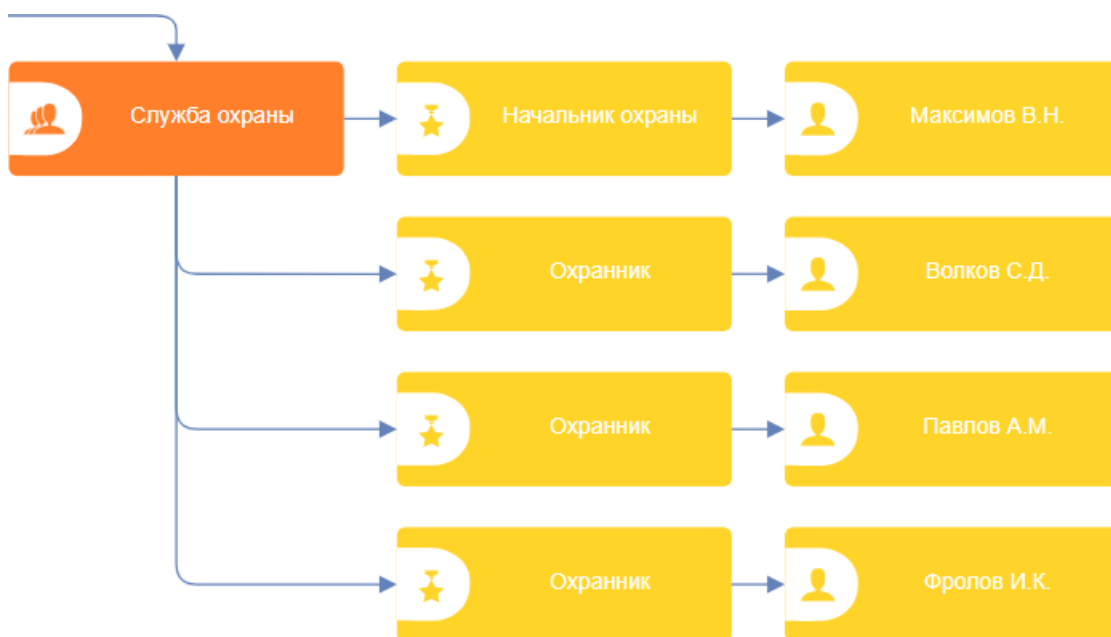 Служба охраны
Начальник охраны
Максимов В.Н.
Охранник
Волков С.Д.
Охранник
Павлов А.М.
Охранник
Фролов И.К.